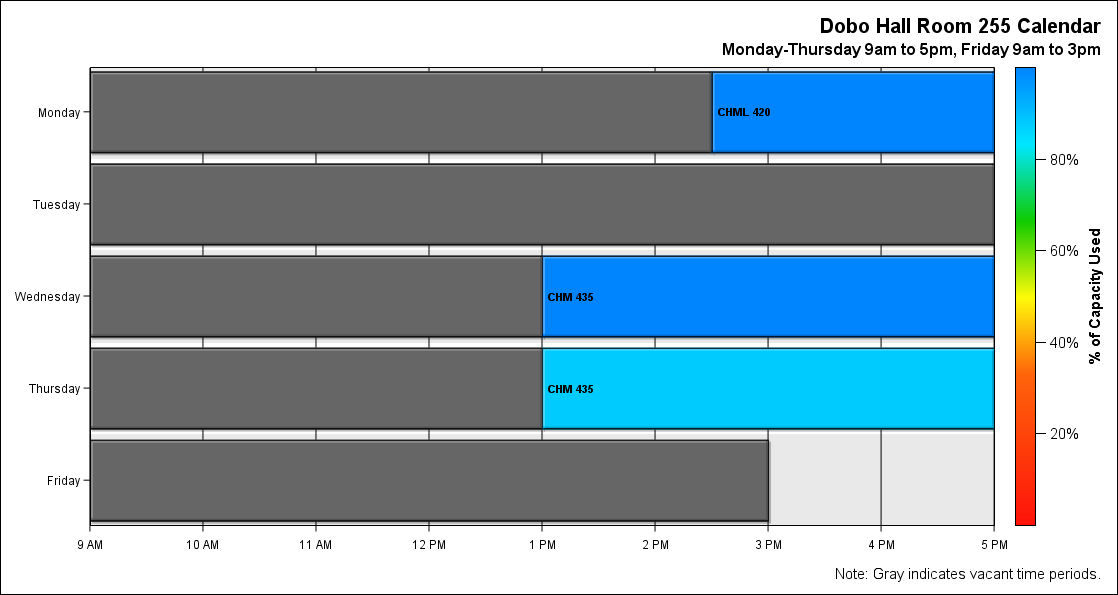 Dobo Hall Room 255 Calendar
Monday-Thursday 9am to 5pm, Friday 9am to 3pm
Monday
CHML 420
Tuesday
Wednesday
CHM 435
Thursday
CHM 435
Friday
9 AM 10 AM 11 AM 12 PM 1 PM 2 PM 3 PM 4 PM 5 PM
80%
60%
40%
20%
% of Capacity Used
Note: Gray indicates vacant time periods.